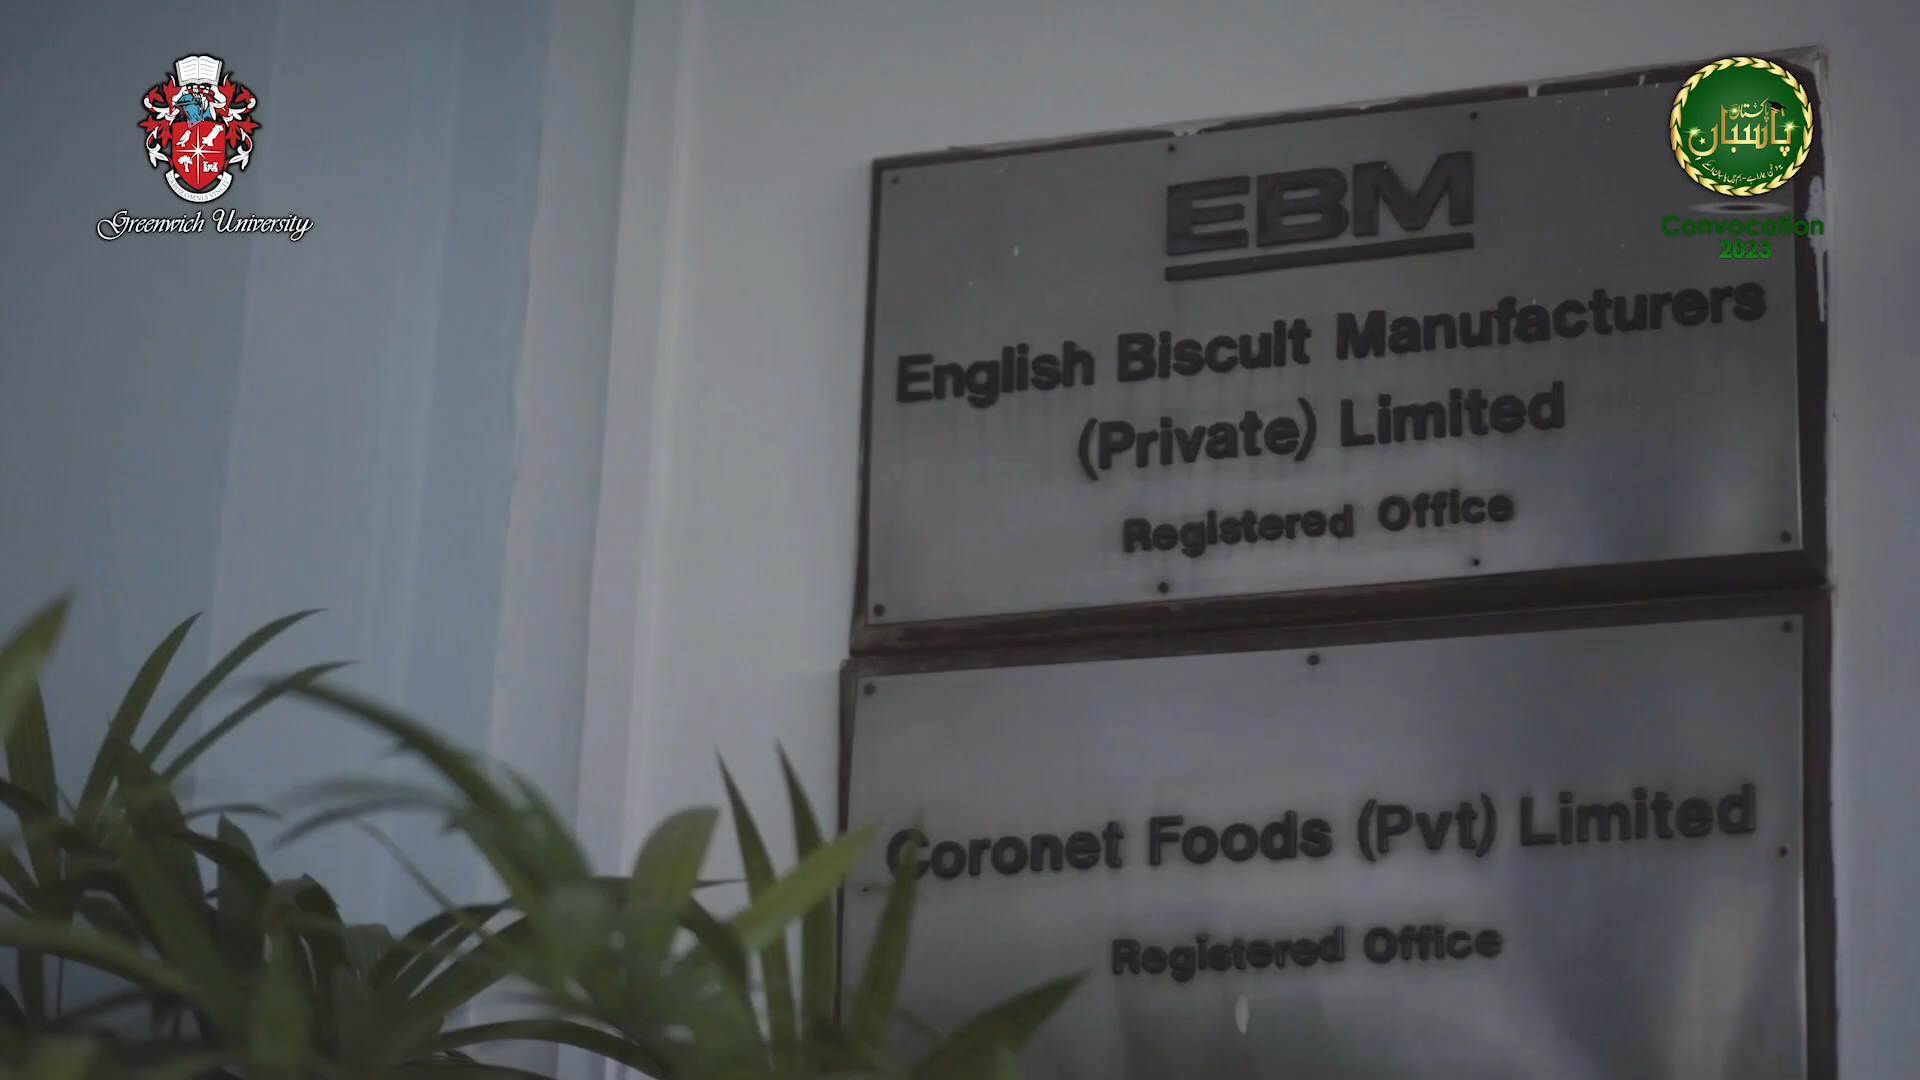 Greenwich University
پاکستان
پاسبانِ
Convocation
2023
EBM
English Biscuit Manufacturers
(Private) Limited
Registered Office
Coronet Foods (Pvt) Limited
Registered Office